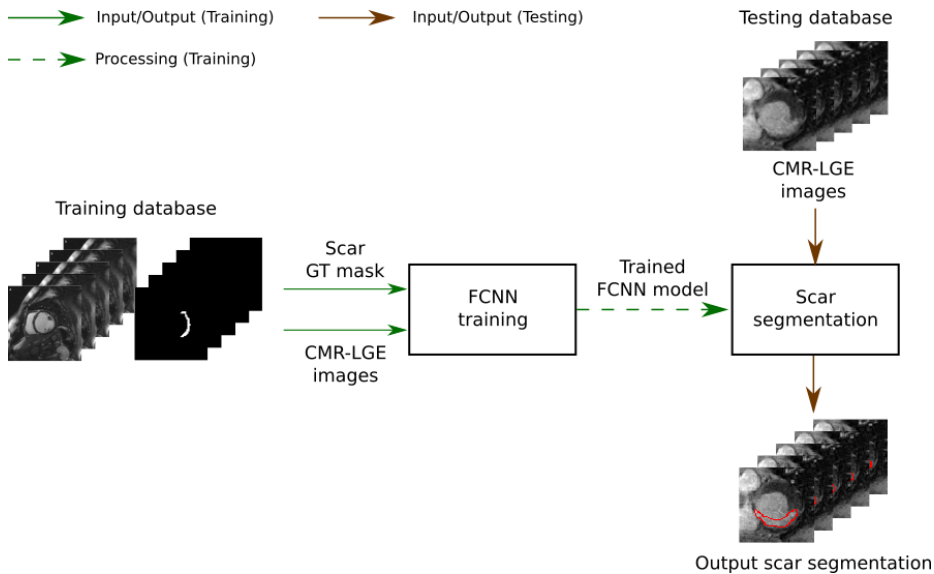 Input/Output (Training)
Input/Output (Testing)
Processing (Training)
Testing database
CMR-LGE
images
Training database
Scar
GT mask
CMR-LGE
images
FCNN
training
Trained
FCNN model
Scar
segmentation
Output scar segmentation